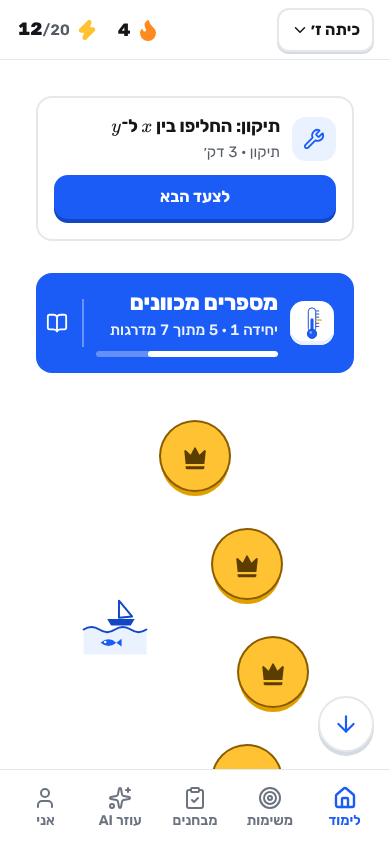 כיתה ז׳
4
12/20
תיקון: החליפו בין x ל־y
תיקון • 3 דק׳
לצעד הבא
מספרים מכוונים
יחידה 1 • 5 מתוך 7 מדרגות
לימוד
משימות
מבחנים
עוזר AI
אני